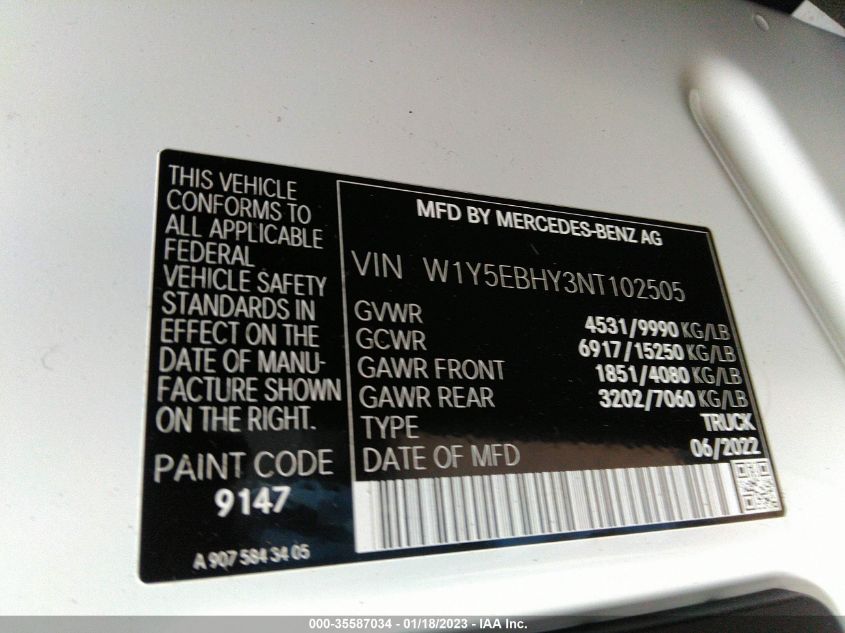 THIS VEHICLE
CONFORMS TO
ALL APPLICABLE
FEDERAL
VEHICLE SAFETY
STANDARDS IN
EFFECT ON THE
DATE OF MANU-
FACTURE SHOWN
ON THE RIGHT.
PAINT CODE
9147
A 907 584 34 05
MFD BY MERCEDES-BENZ AG
VIN W1Y5EBHY3NT102505
GVWR 4531/9990 KG/LB
GCWR 6917/15250 KG/LB
GAWR FRONT 1851/4080 KG/LB
GAWR REAR 3202/7060 KG/LB
TYPE TRUCK
DATE OF MFD 06/2022
000-35587034 - 01/18/2023 - IAA Inc.